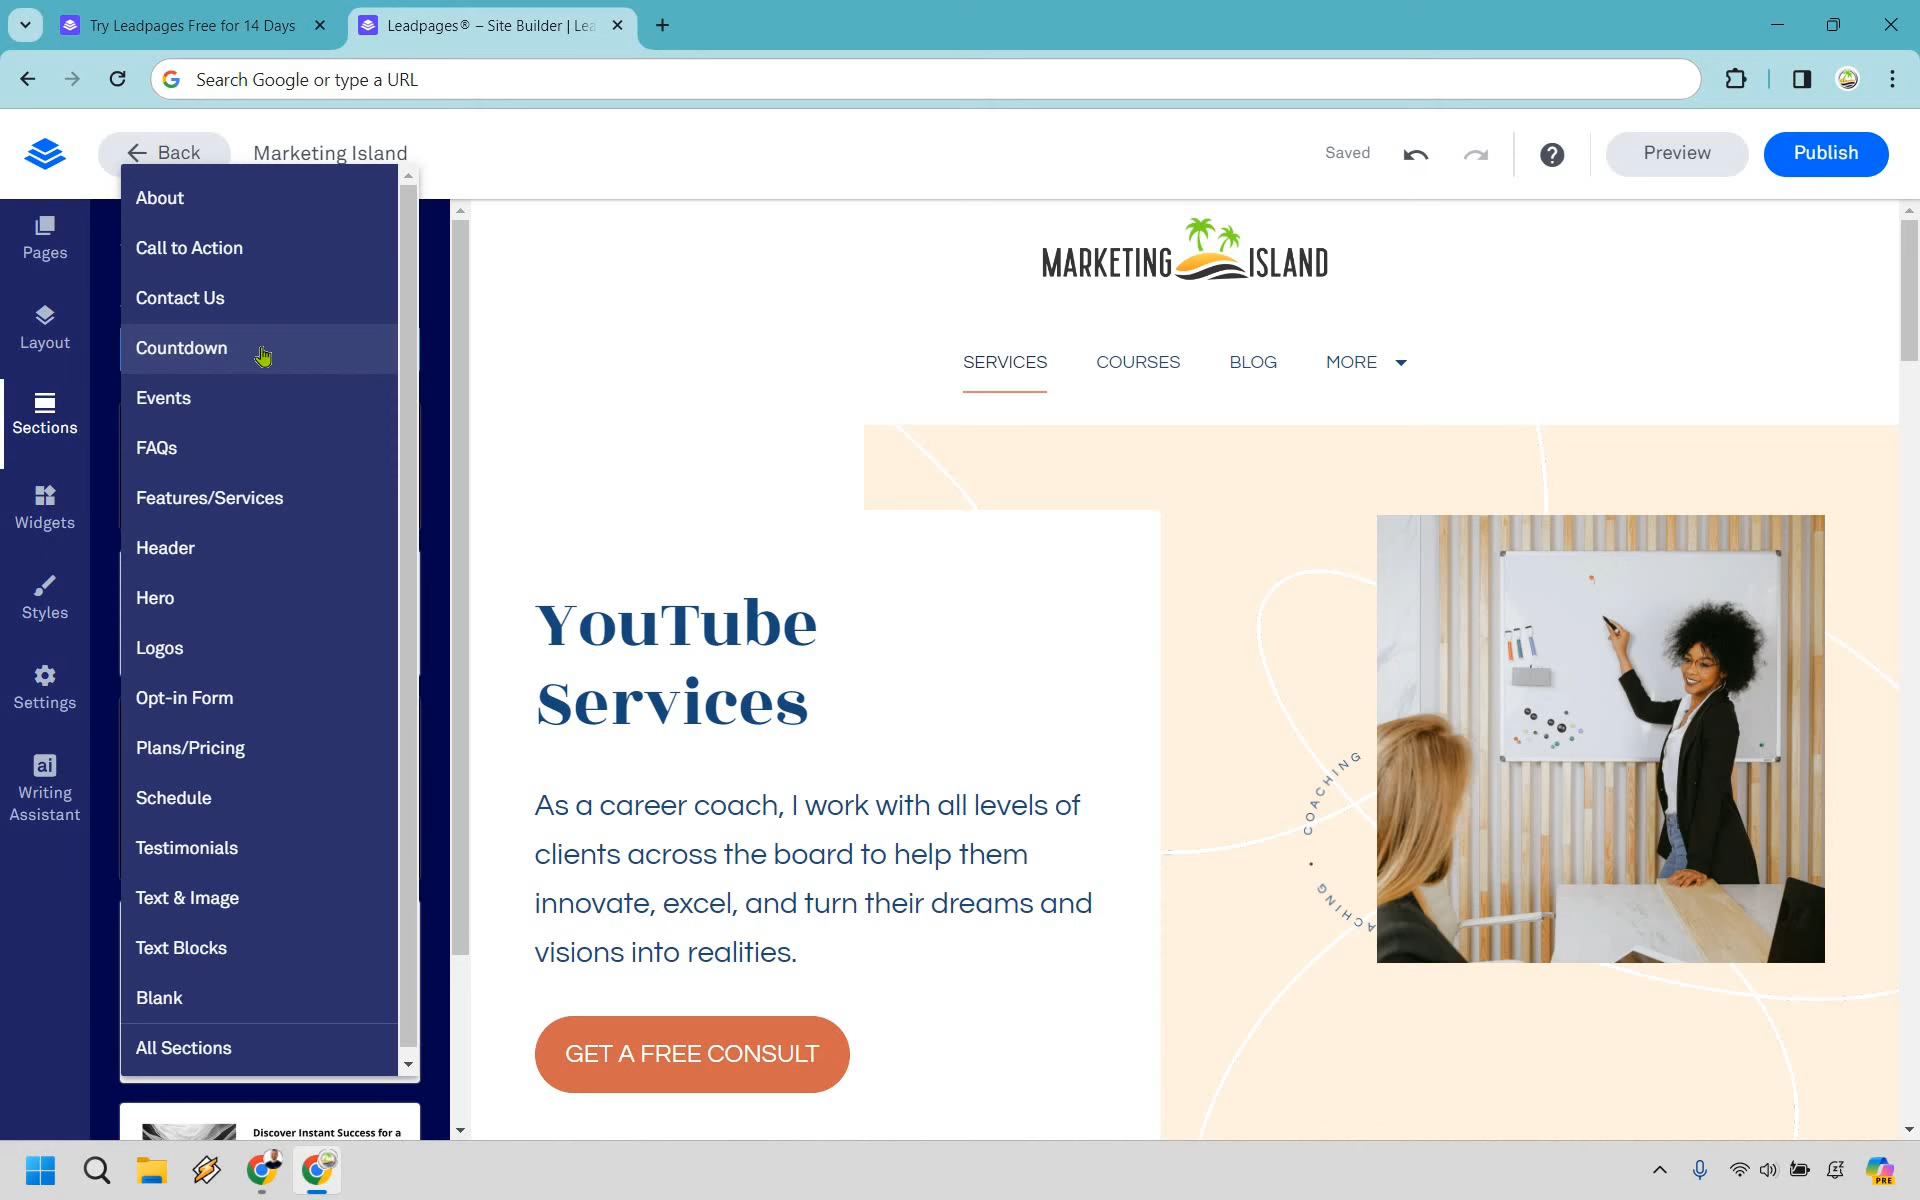 Try Leadpages Free for 14 Days
Leadpages® – Site Builder | Lea
Search Google or type a URL
Back
Marketing Island
Saved
Preview
Publish
Pages
Layout
Sections
Widgets
Styles
Settings
ai
Writing
Assistant
About
Call to Action
Contact Us
Countdown
Events
FAQs
Features/Services
Header
Hero
Logos
Opt-in Form
Plans/Pricing
Schedule
Testimonials
Text & Image
Text Blocks
Blank
All Sections
Discover Instant Success for a
MARKETING ISLAND
SERVICES
COURSES
BLOG
MORE
YouTube
Services
As a career coach, I work with all levels of
clients across the board to help them
innovate, excel, and turn their dreams and
visions into realities.
GET A FREE CONSULT
COACHING • ACHING
PRE